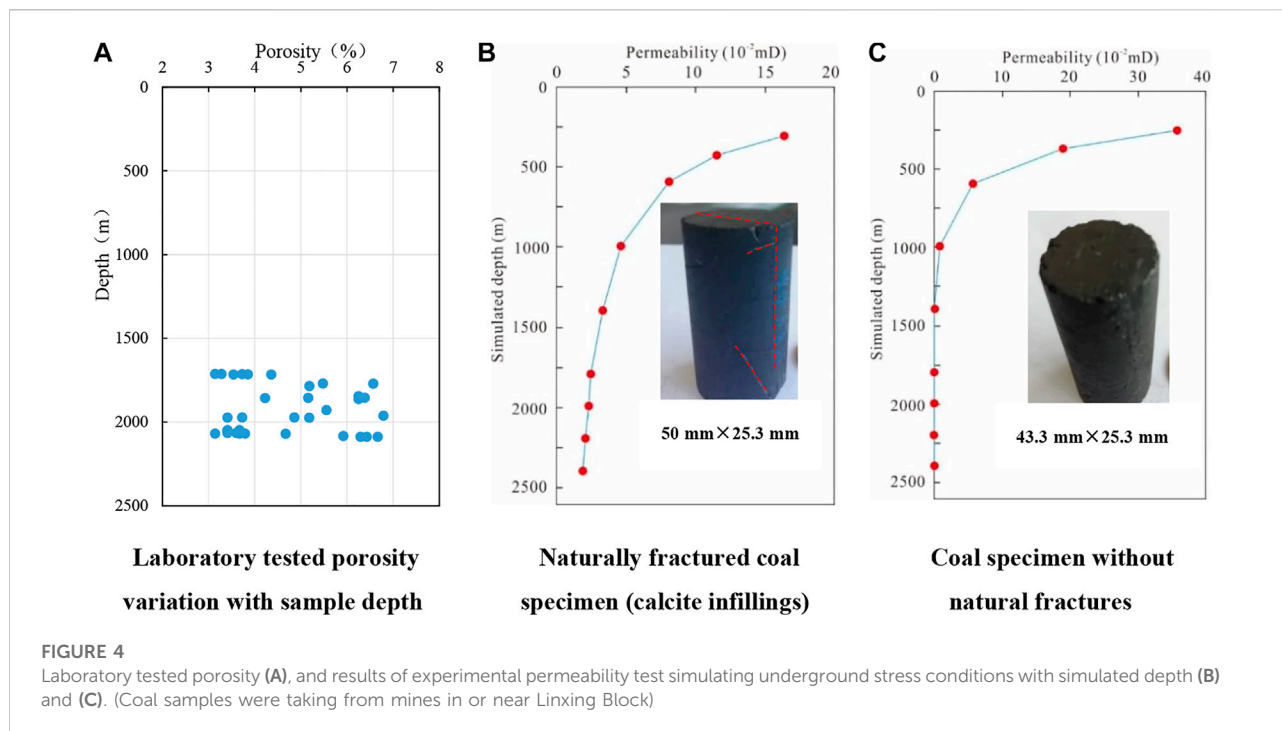 A
Porosity (%)
2 3 4 5 6 7 8
0
500
1000
1500
2000
2500
Depth (m)
B
Permeability (10⁻²mD)
0 5 10 15 20
0
500
1000
1500
2000
2500
Simulated depth (m)
50 mm×25.3 mm
C
Permeability (10⁻²mD)
0 10 20 30 40
0
500
1000
1500
2000
2500
Simulated depth (m)
43.3 mm×25.3 mm
Laboratory tested porosity
variation with sample depth
Naturally fractured coal
specimen (calcite infillings)
Coal specimen without
natural fractures
FIGURE 4
Laboratory tested porosity (A), and results of experimental permeability test simulating underground stress conditions with simulated depth (B)
and (C). (Coal samples were taking from mines in or near Linxing Block)